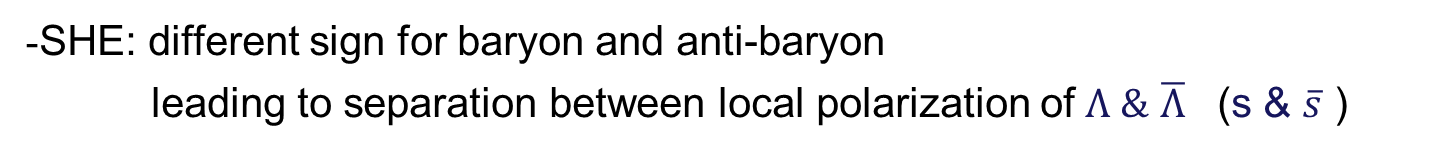 -SHE: different sign for baryon and anti-baryon
leading to separation between local polarization of Λ & Λ̅ (s & s̅ )